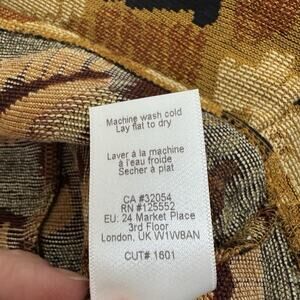 Machine wash cold
Lay flat to dry
Laver à la machine
à l'eau froide
Sécher à plat
CA #32054
RN #125552
EU: 24 Market Place
3rd Floor
London, UK W1W8AN
CUT# 1601